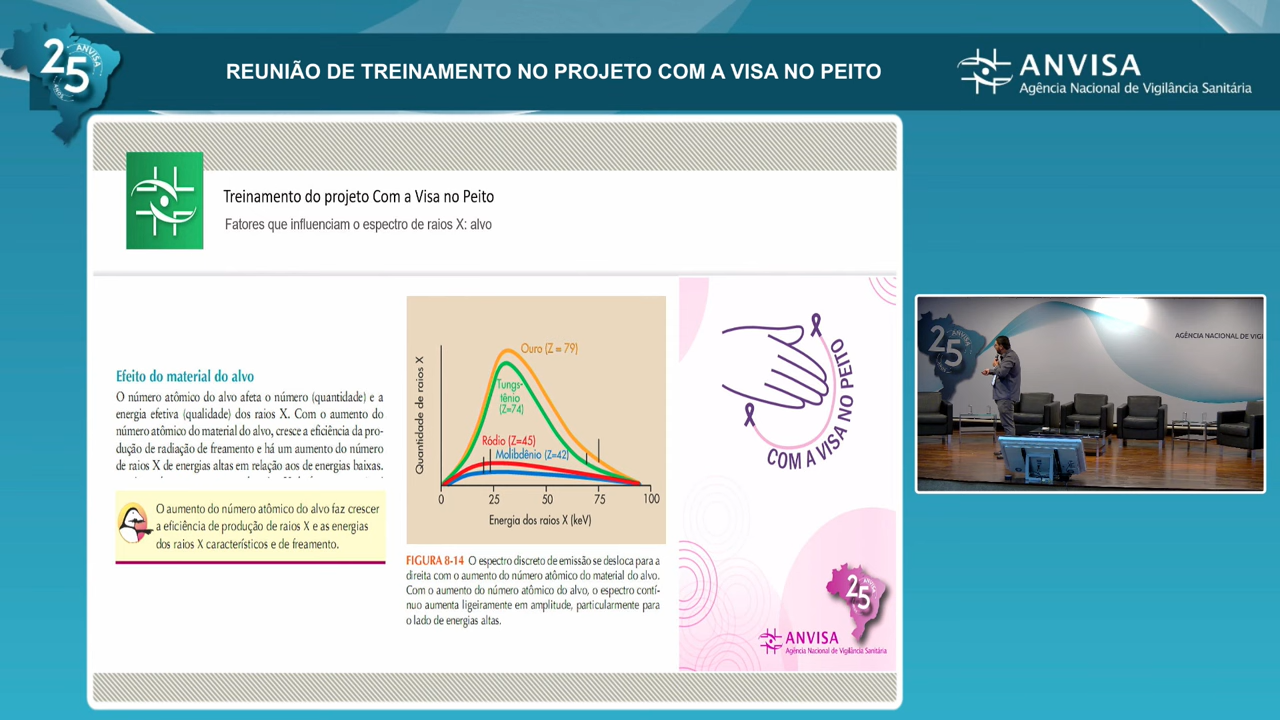 25
ANVISA
ANOS
REUNIÃO DE TREINAMENTO NO PROJETO COM A VISA NO PEITO
ANVISA
Agência Nacional de Vigilância Sanitária
Treinamento do projeto Com a Visa no Peito
Fatores que influenciam o espectro de raios X: alvo
Efeito do material do alvo
O número atômico do alvo afeta o número (quantidade) e a
energia efetiva (qualidade) dos raios X. Com o aumento do
número atômico do material do alvo, cresce a eficiência da pro-
dução de radiação de freamento e há um aumento do número
de raios X de energias altas em relação aos de energias baixas.
O aumento do número atômico do alvo faz crescer
a eficiência de produção de raios X e as energias
dos raios X característicos e de freamento.
Quantidade de raios X
Ouro (Z = 79)
Tungs-
tênio
(Z=74)
Ródio (Z=45)
Molibdênio (Z=42)
0 25 50 75 100
Energia dos raios X (keV)
FIGURA 8-14 O espectro discreto de emissão se desloca para a
direita com o aumento do número atômico do material do alvo.
Com o aumento do número atômico do alvo, o espectro contí-
nuo aumenta ligeiramente em amplitude, particularmente para
o lado de energias altas.
COM A VISA NO PEITO
25
ANVISA
Agência Nacional de Vigilância Sanitária
25
AGÊNCIA NACIONAL DE VIGI